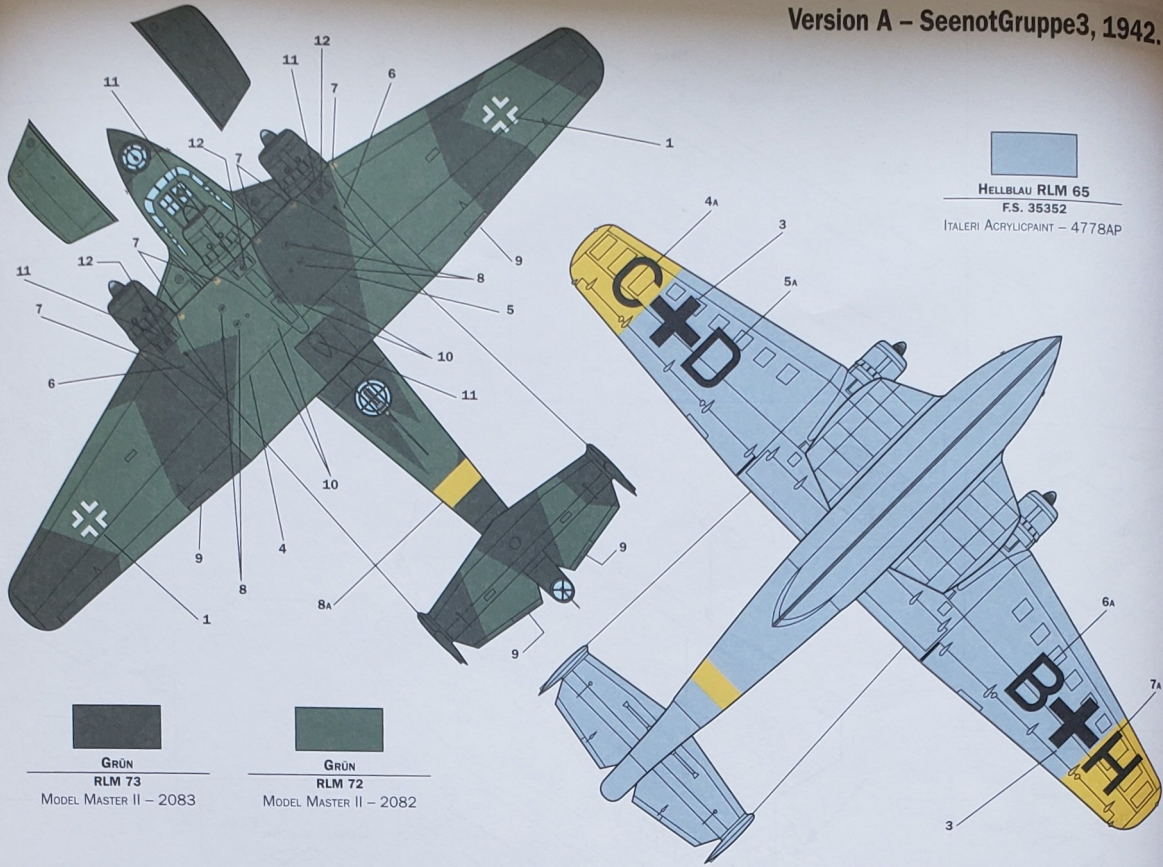 Version A – SeenotGruppe3, 1942.
12
11
7
6
11
1
12
7
Hellblau RLM 65
F.S. 35352
Italeri Acrylicpaint – 4778AP
4A
3
5A
7
12
11
7
9
8
5
10
6
11
C D
10
9
4
8
8A
1
9
9
6A
7A
B H
3
Grün
RLM 73
Model Master II – 2083
Grün
RLM 72
Model Master II – 2082